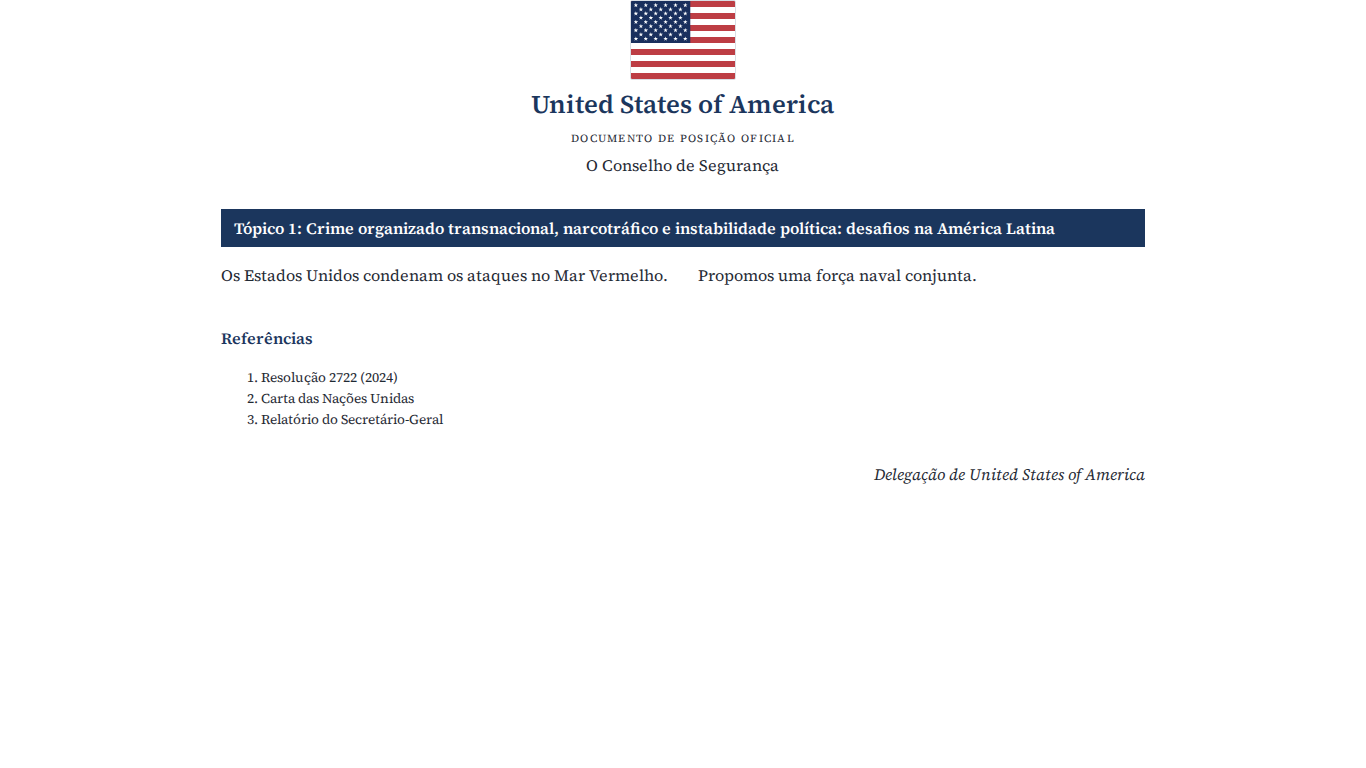 United States of America
DOCUMENTO DE POSIÇÃO OFICIAL
O Conselho de Segurança
Tópico 1: Crime organizado transnacional, narcotráfico e instabilidade política: desafios na América Latina
Os Estados Unidos condenam os ataques no Mar Vermelho.
Propomos uma força naval conjunta.
Referências
1. Resolução 2722 (2024)
2. Carta das Nações Unidas
3. Relatório do Secretário-Geral
Delegação de United States of America